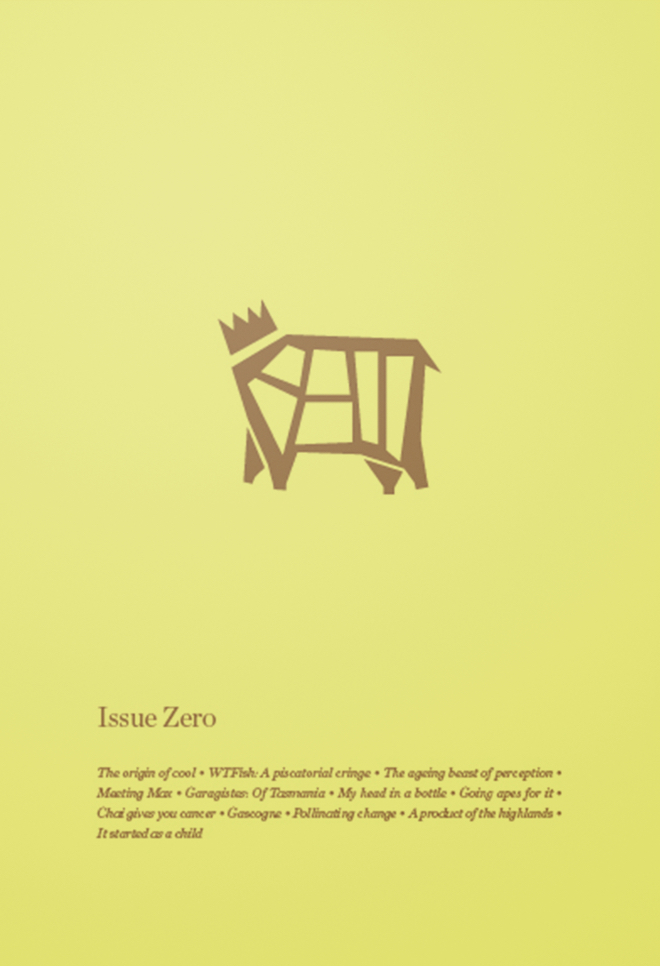 Issue Zero
The origin of cool • WTFish: A piscatorial cringe • The ageing beast of perception •
Meeting Max • Garagistes: Of Tasmania • My head in a bottle • Going apes for it •
Chai gives you cancer • Gascogne • Pollinating change • A product of the highlands •
It started as a child